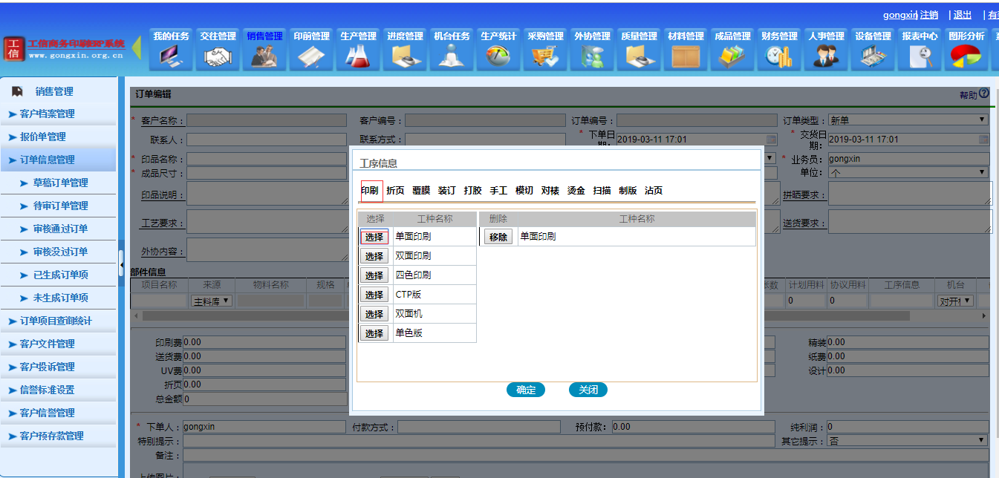 gongxin 注销 | 退出 |
工信 工信商务印刷ERP系统
www.gongxin.org.cn
我的任务 交往管理 销售管理 印前管理 生产管理 进度管理 机台任务 生产统计 采购管理 外协管理 质量管理 材料管理 成品管理 财务管理 人事管理 设备管理 报表中心 图形分析
销售管理
客户档案管理
报价单管理
订单信息管理
草稿订单管理
待审订单管理
审核通过订单
审核没过订单
已生成订单项
未生成订单项
订单项目查询统计
客户文件管理
客户投诉管理
信誉标准设置
客户信誉管理
客户预存款管理
订单编辑 帮助
* 客户名称： 客户编号： 订单编号： 订单类型： 新单
联系人： 联系方式： * 下单日期： 2019-03-11 17:01 * 交货日期： 2019-03-11 17:01
* 印品名称： * 业务员： gongxin
* 成品尺寸： 单位： 个
印品说明： 拼晒要求：
工艺要求： 送货要求：
外协内容：
工序信息
印刷 折页 覆膜 装订 打胶 手工 模切 对裱 烫金 扫描 制版 沾页
选择 工种名称 删除 工种名称
选择 单面印刷 移除 单面印刷
选择 双面印刷
选择 四色印刷
选择 CTP版
选择 双面机
选择 单色版
确定 关闭
部件信息
项目名称 来源 物料名称 规格 张数 计划用料 协议用料 工序信息 机台
主料库 0 0 对开机
印刷费 0.00 精装 0.00
送货费 0.00 纸费 0.00
UV费 0.00 设计 0.00
折页 0.00
总金额 0
* 下单人： gongxin 付款方式： 预付款： 0.00 纯利润： 0
特别提示： 其它提示： 否
备注：
上传图片：